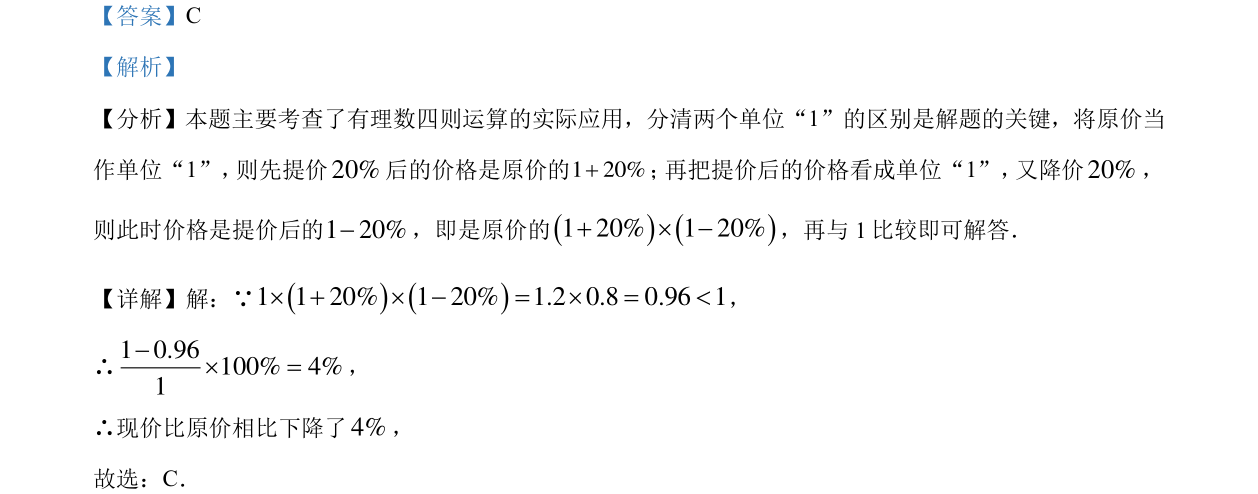 【答案】C
【解析】
【分析】本题主要考查了有理数四则运算的实际应用，分清两个单位“1”的区别是解题的关键，将原价当
作单位“1”，则先提价20%后的价格是原价的1+20%；再把提价后的价格看成单位“1”，又降价20%，
则此时价格是提价后的1−20%，即是原价的(1+20%)×(1−20%)，再与1比较即可解答．
【详解】解：∵1×(1+20%)×(1−20%)=1.2×0.8=0.96<1，
∴$\frac{1-0.96}{1}$×100%=4%，
∴现价比原价相比下降了4%，
故选：C．